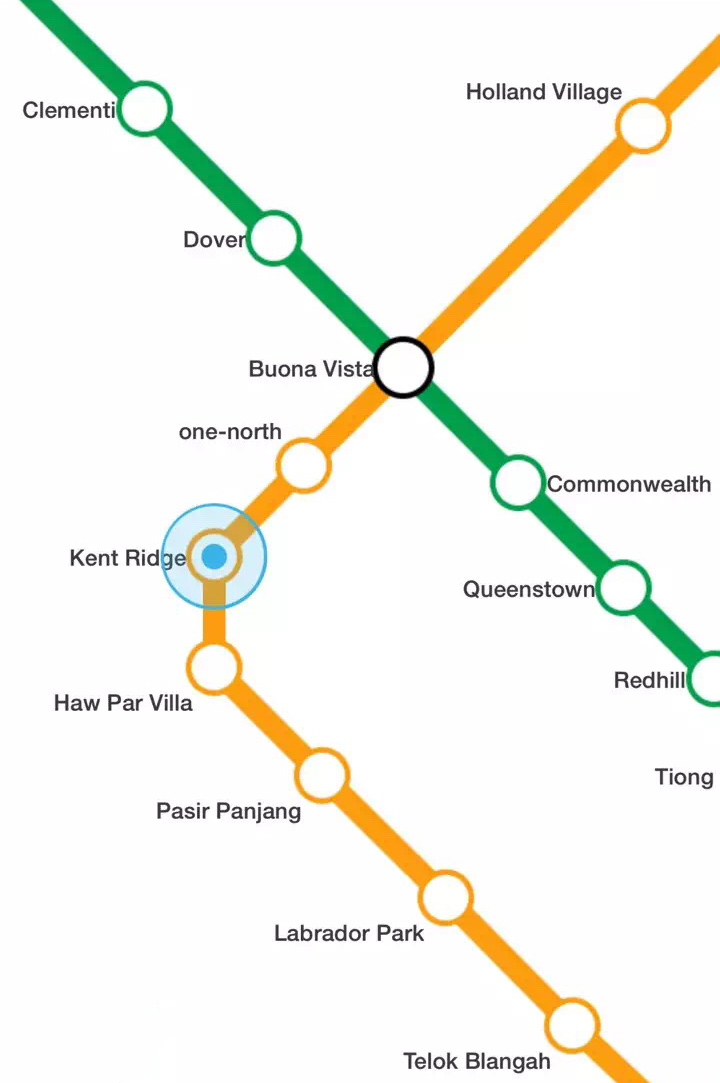 Holland Village
Clementi
Dover
Buona Vista
one-north
Commonwealth
Kent Ridge
Queenstown
Redhill
Haw Par Villa
Tiong
Pasir Panjang
Labrador Park
Telok Blangah